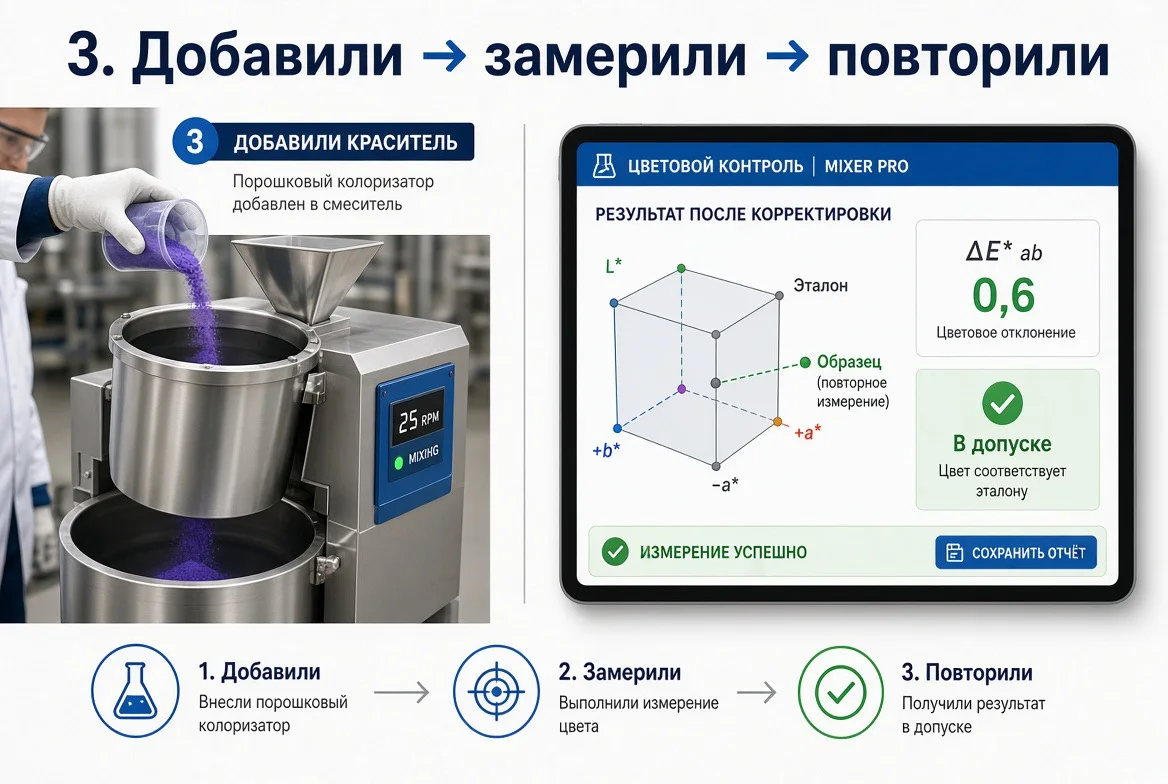 3. Добавили → замерили → повторили
3 ДОБАВИЛИ КРАСИТЕЛЬ
Порошковый колоризатор
добавлен в смеситель
25 RPM
MIXING
ЦВЕТОВОЙ КОНТРОЛЬ | MIXER PRO
РЕЗУЛЬТАТ ПОСЛЕ КОРРЕКТИРОВКИ
L*
Эталон
Образец
(повторное
измерение)
+a*
+b*
−a*
ΔE* ab
0,6
Цветовое отклонение
В допуске
Цвет соответствует
эталону
ИЗМЕРЕНИЕ УСПЕШНО
СОХРАНИТЬ ОТЧЁТ
1. Добавили
Внесли порошковый
колоризатор
2. Замерили
Выполнили измерение
цвета
3. Повторили
Получили результат
в допуске